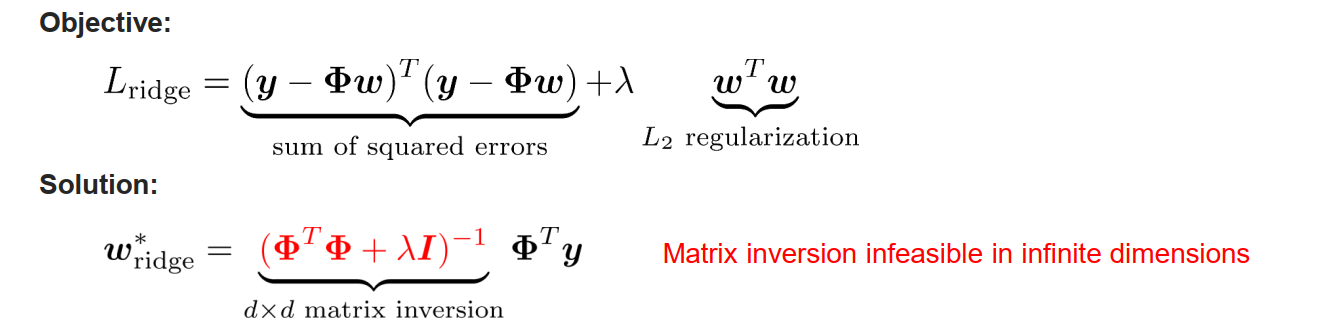 Objective:
L_ridge = (y − Φw)^T (y − Φw) + λ w^T w
sum of squared errors L₂ regularization
Solution:
w*_ridge = (Φ^T Φ + λI)^−1 Φ^T y Matrix inversion infeasible in infinite dimensions
d×d matrix inversion